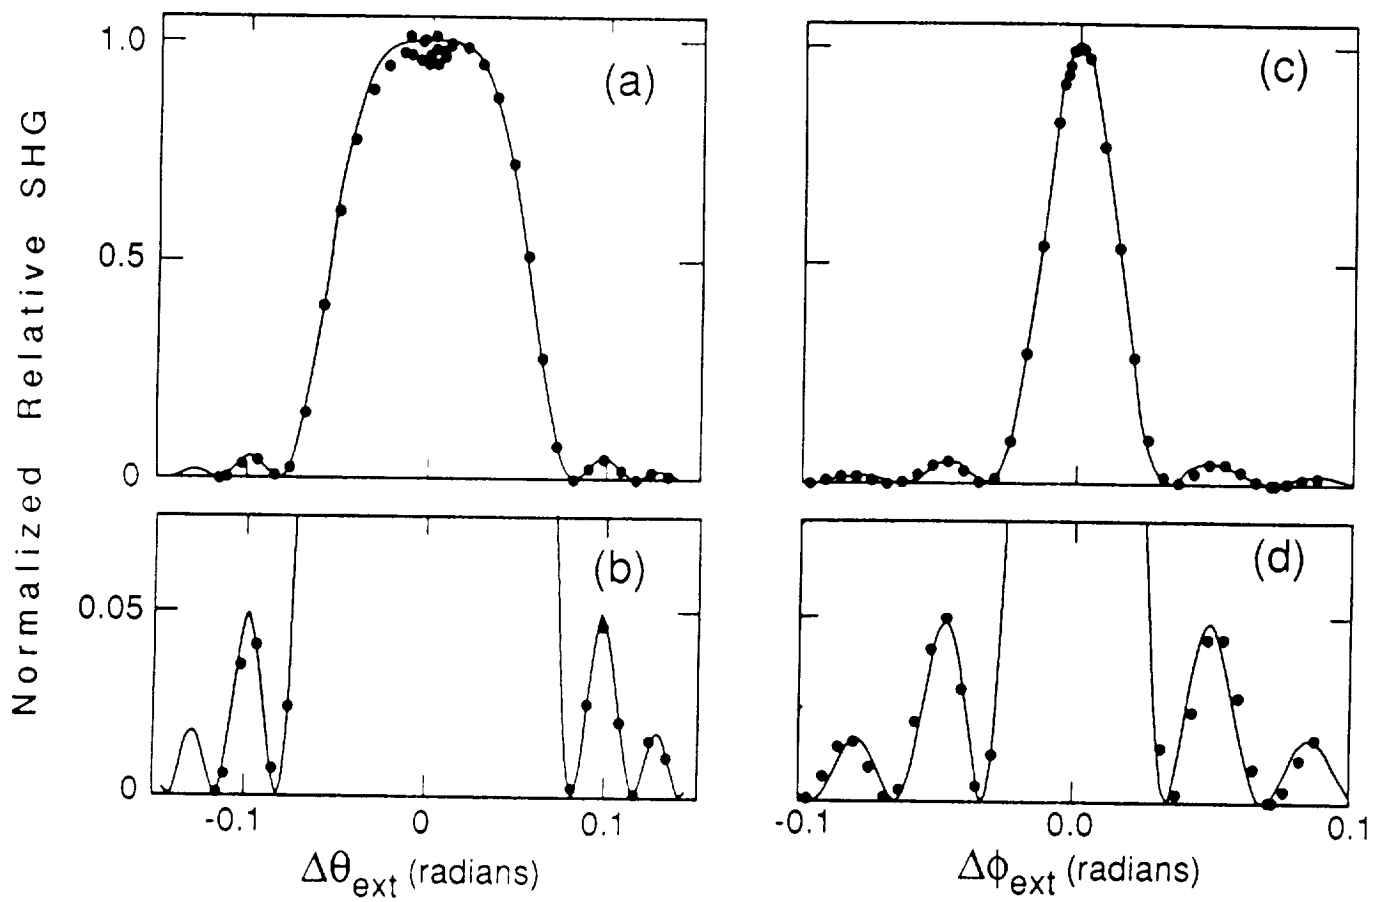 Normalized Relative SHG
1.0
0.5
0
(a)
(c)
0.05
0
(b)
(d)
-0.1
0
0.1
-0.1
0.0
0.1
Δθext (radians)
Δϕext (radians)